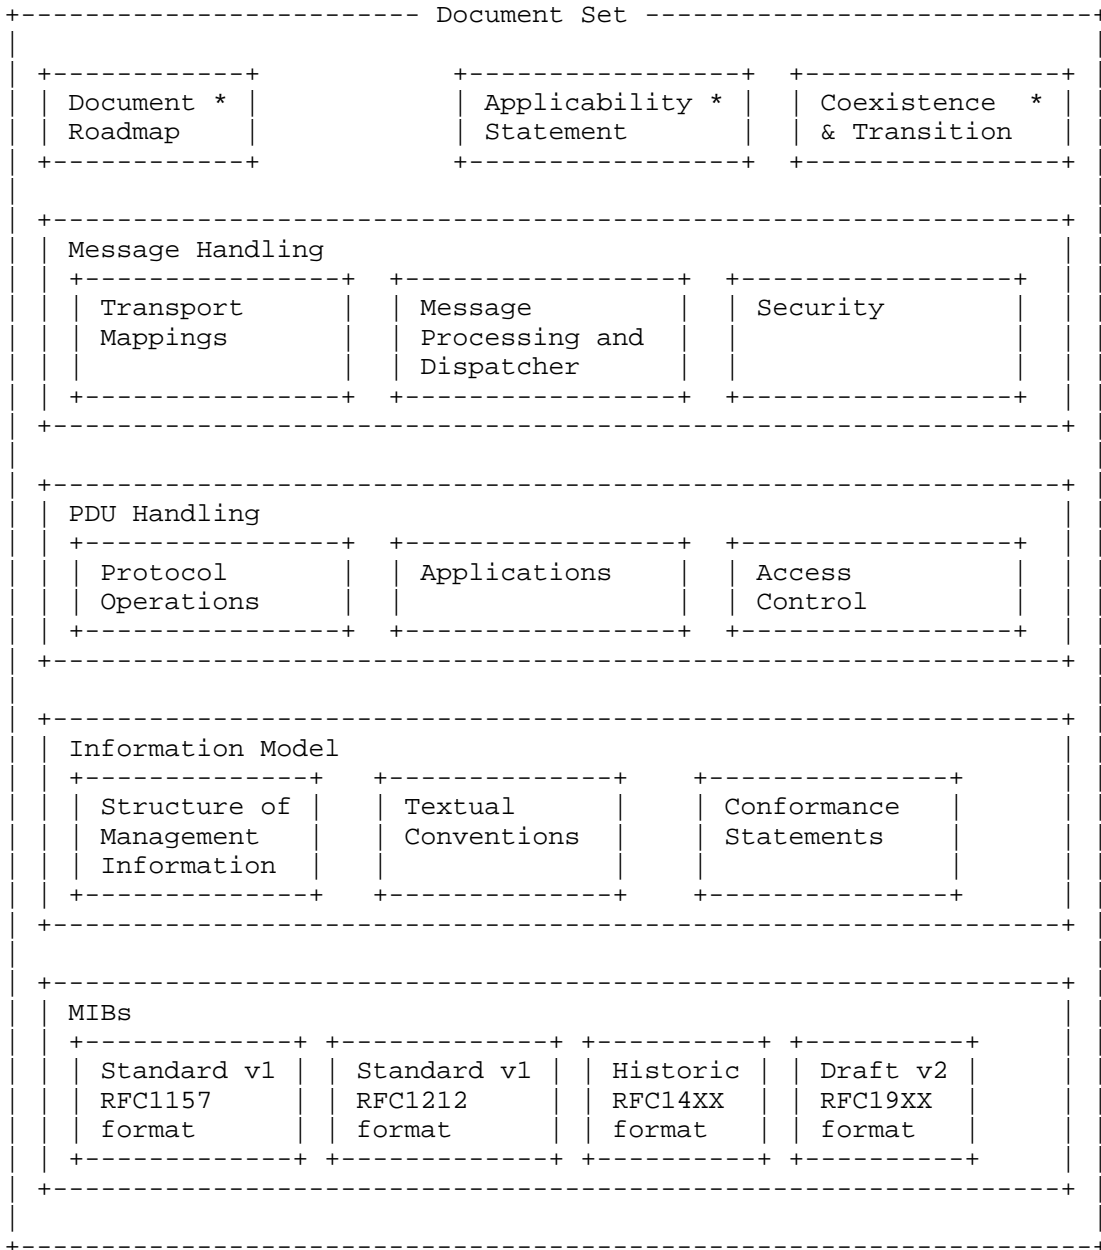 Document Set
Document * Applicability * Coexistence *
Roadmap Statement & Transition
Message Handling
Transport Message Security
Mappings Processing and
Dispatcher
PDU Handling
Protocol Applications Access
Operations Control
Information Model
Structure of Textual Conformance
Management Conventions Statements
Information
MIBs
Standard v1 Standard v1 Historic Draft v2
RFC1157 RFC1212 RFC14XX RFC19XX
format format format format